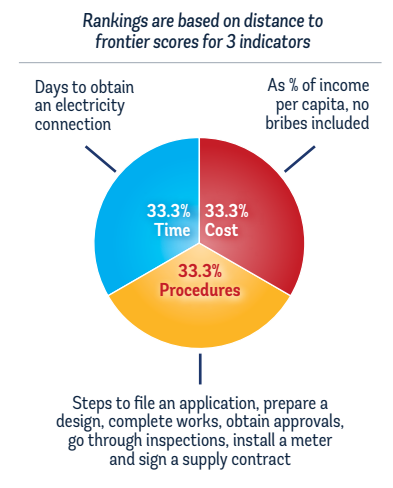 Rankings are based on distance to
frontier scores for 3 indicators
Days to obtain
an electricity
connection
As % of income
per capita, no
bribes included
33.3%
Time
33.3%
Cost
33.3%
Procedures
Steps to file an application, prepare a
design, complete works, obtain approvals,
go through inspections, install a meter
and sign a supply contract